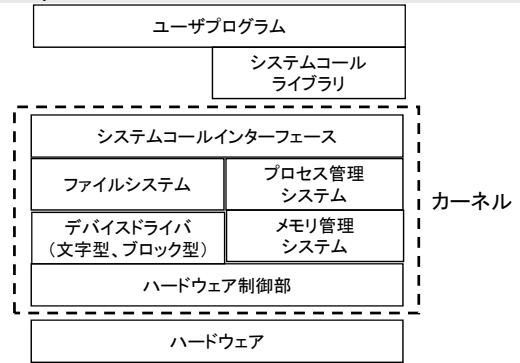 ユーザプログラム
システムコール
ライブラリ
システムコールインターフェース
ファイルシステム
プロセス管理
システム
デバイスドライバ
（文字型、ブロック型）
メモリ管理
システム
ハードウェア制御部
カーネル
ハードウェア